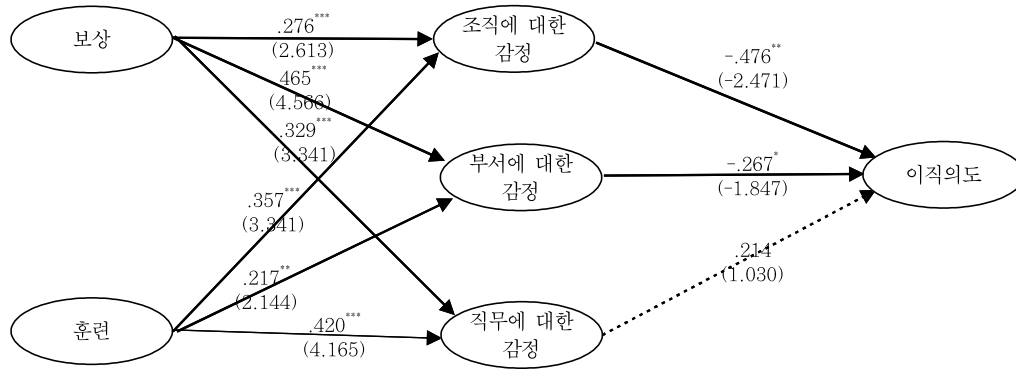 보상
.276***
(2.613)
조직에 대한
감정
-.476**
(-2.471)
465***
(4.566)
.329***
(3.341)
부서에 대한
감정
-.267*
(-1.847)
이직의도
.357***
(3.341)
.217**
(2.144)
.214
(1.030)
훈련
.420***
(4.165)
직무에 대한
감정